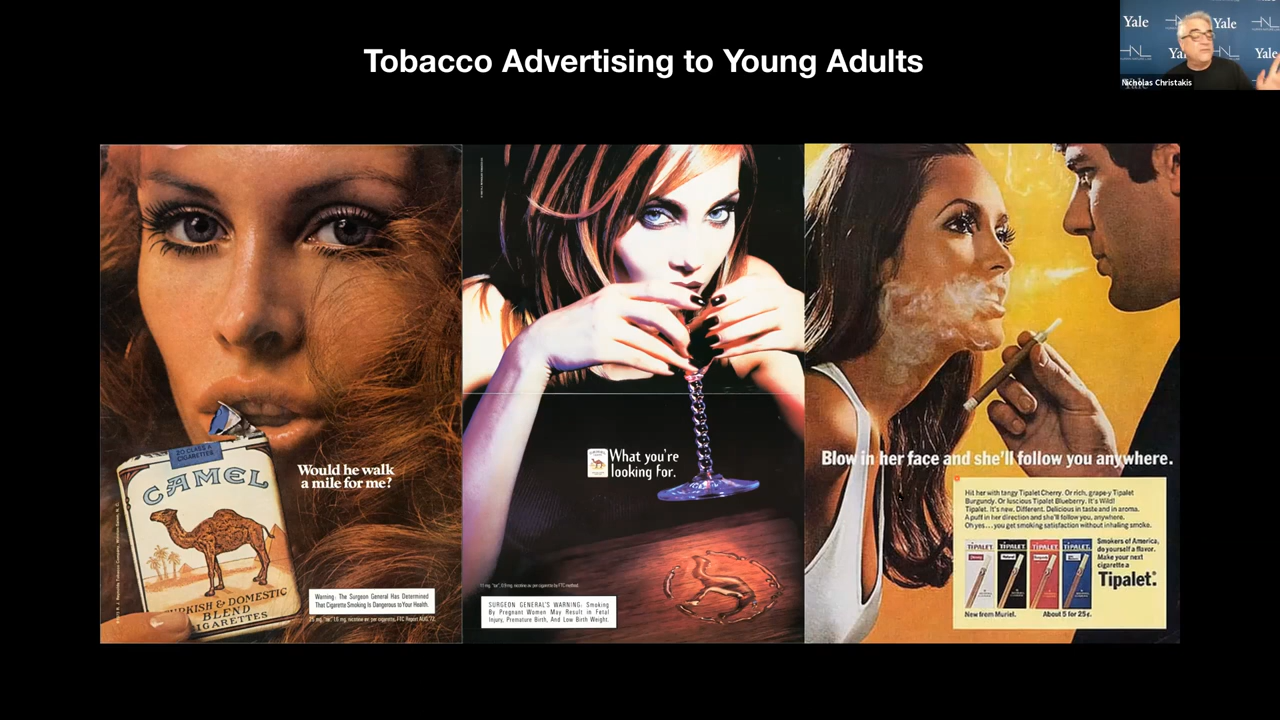 Tobacco Advertising to Young Adults
Yale
Yale
Yale
Yale
Nicholas Christakis
20 CLASS A
CIGARETTES
CAMEL
TURKISH & DOMESTIC
BLEND
CIGARETTES
Would he walk
a mile for me?
Warning: The Surgeon General Has Determined
That Cigarette Smoking Is Dangerous to Your Health.
What you're
looking for.
SURGEON GENERAL'S WARNING: Smoking
By Pregnant Women May Result in Fetal
Injury, Premature Birth, And Low Birth Weight.
Blow in her face and she'll follow you anywhere.
Hit her with tangy Tipalet Cherry. Or rich, grape-y Tipalet
Burgundy. Or luscious Tipalet Blueberry. It's Wild!
Tipalet. It's new. Different. Delicious in taste and in aroma.
A puff in her direction and she'll follow you, anywhere.
Oh yes... you get smoking satisfaction without inhaling smoke.
TIPALET
TIPALET
TIPALET
TIPALET
Smokers of America,
do yourself a flavor.
Make your next
cigarette a
Tipalet.
New from Muriel.
About 5 for 25¢.